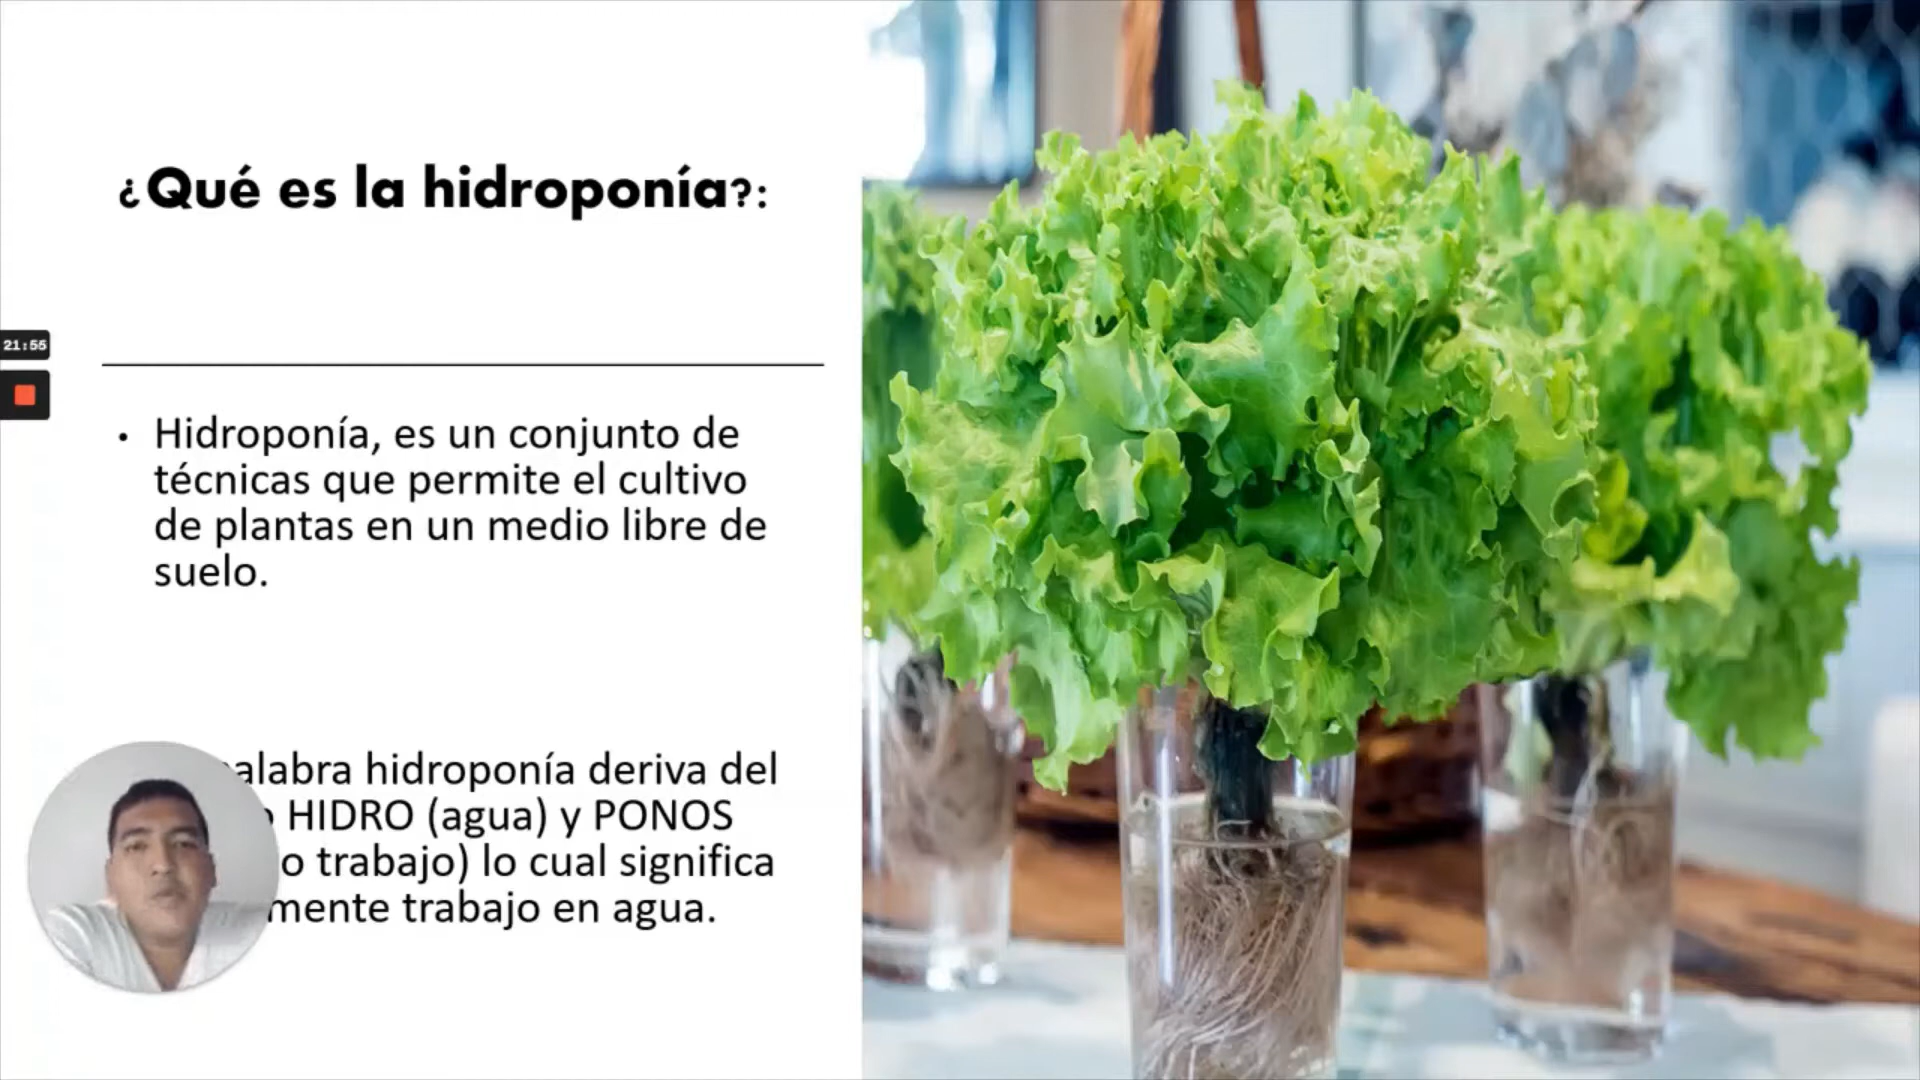 ¿Qué es la hidroponía?:
21:55
• Hidroponía, es un conjunto de
técnicas que permite el cultivo
de plantas en un medio libre de
suelo.
alabra hidroponía deriva del
HIDRO (agua) y PONOS
o trabajo) lo cual significa
mente trabajo en agua.